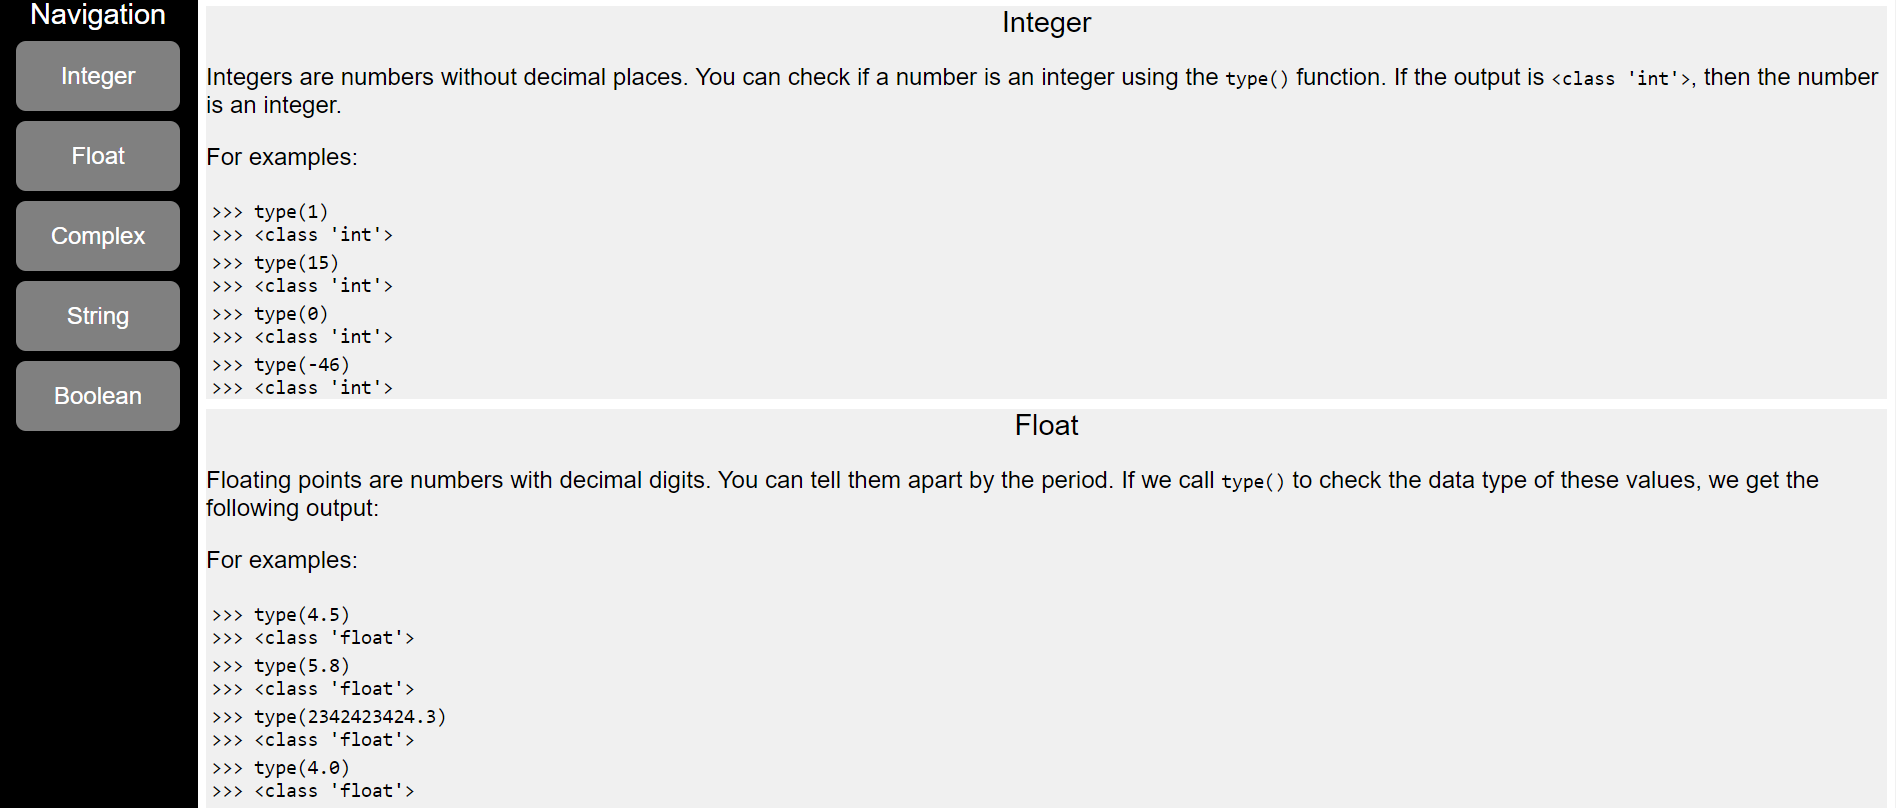 Navigation
Integer
Float
Complex
String
Boolean
Integer
Integers are numbers without decimal places. You can check if a number is an integer using the type() function. If the output is <class 'int'>, then the number
is an integer.
For examples:
>>> type(1)
>>> <class 'int'>
>>> type(15)
>>> <class 'int'>
>>> type(0)
>>> <class 'int'>
>>> type(-46)
>>> <class 'int'>
Float
Floating points are numbers with decimal digits. You can tell them apart by the period. If we call type() to check the data type of these values, we get the
following output:
For examples:
>>> type(4.5)
>>> <class 'float'>
>>> type(5.8)
>>> <class 'float'>
>>> type(2342423424.3)
>>> <class 'float'>
>>> type(4.0)
>>> <class 'float'>